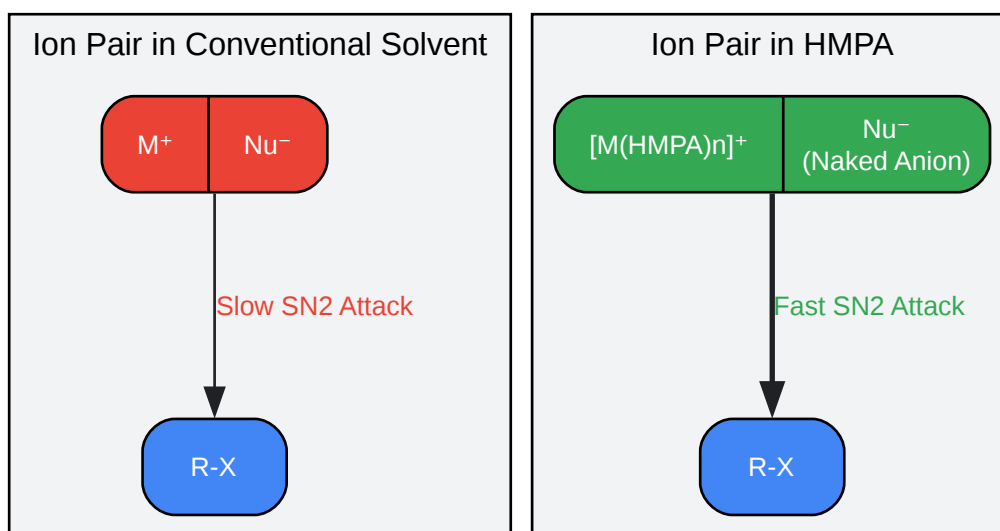 Ion Pair in Conventional Solvent
M⁺
Nu⁻
Slow SN2 Attack
R-X
Ion Pair in HMPA
[M(HMPA)n]⁺
Nu⁻
(Naked Anion)
Fast SN2 Attack
R-X